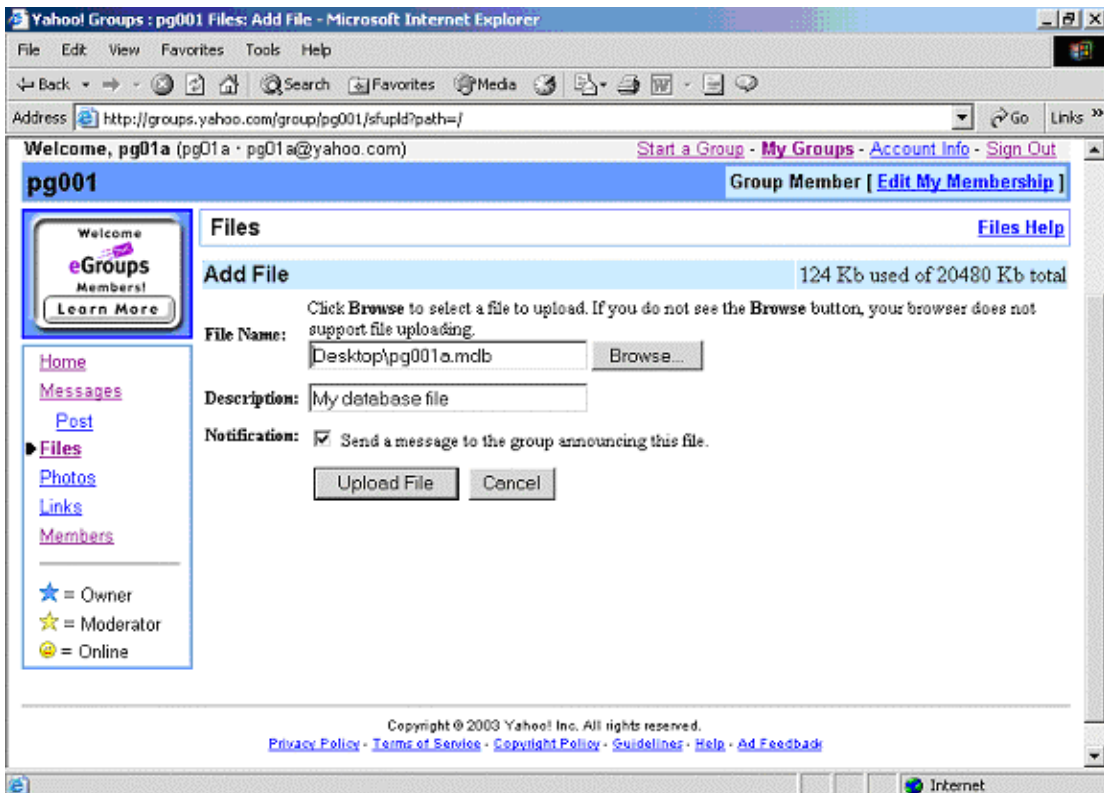 Yahoo! Groups : pg001 Files: Add File - Microsoft Internet Explorer
File Edit View Favorites Tools Help
Back Search Favorites Media
Address http://groups.yahoo.com/group/pg001/sfupld?path=/ Go Links »
Welcome, pg01a (pg01a · pg01a@yahoo.com) Start a Group - My Groups - Account Info - Sign Out
pg001 Group Member [ Edit My Membership ]
Welcome
eGroups
Members!
Learn More
Files Files Help
Add File 124 Kb used of 20480 Kb total
Click Browse to select a file to upload. If you do not see the Browse button, your browser does not
support file uploading.
File Name: Desktop\pg001a.mdb Browse...
Description: My database file
Notification: Send a message to the group announcing this file.
Upload File Cancel
Home
Messages
Post
Files
Photos
Links
Members
= Owner
= Moderator
= Online
Copyright © 2003 Yahoo! Inc. All rights reserved.
Privacy Policy - Terms of Service - Copyright Policy - Guidelines - Help - Ad Feedback
Internet